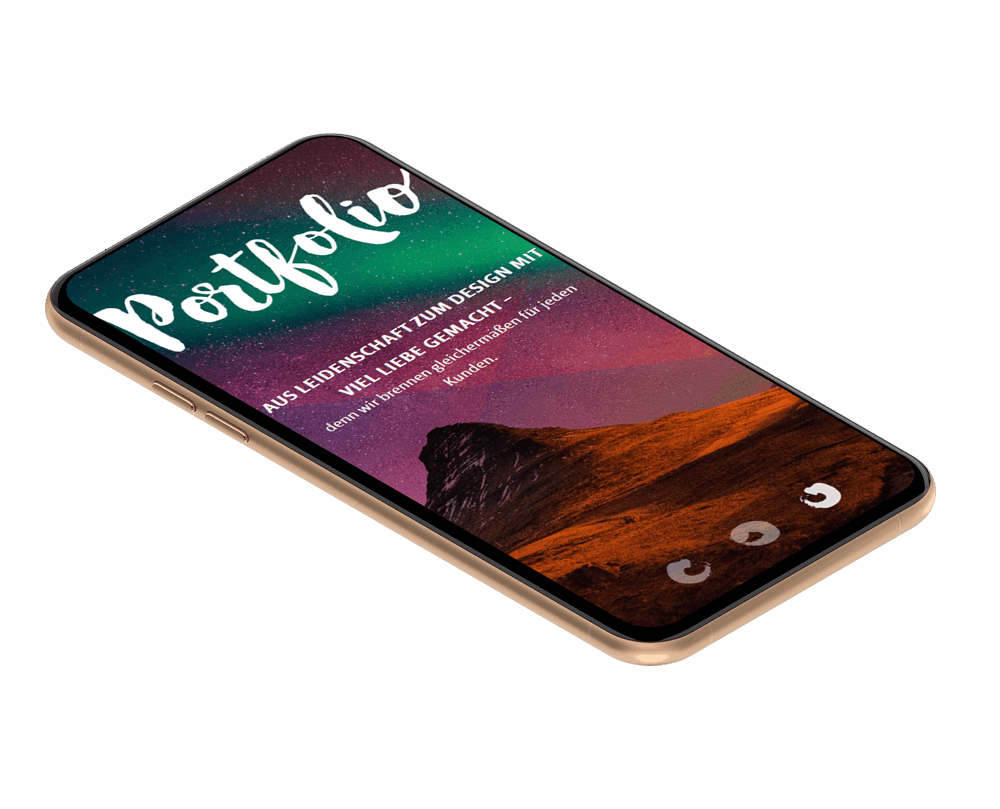 Portfolio
AUS LEIDENSCHAFT ZUM DESIGN MIT
VIEL LIEBE GEMACHT –
denn wir brennen gleichermaßen für jeden
Kunden.